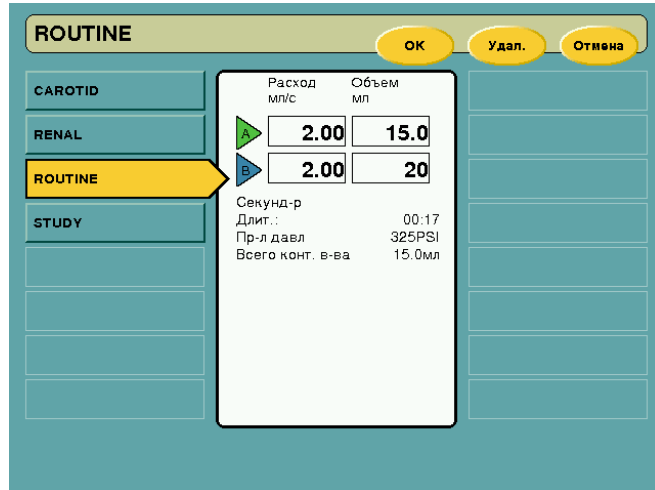 ROUTINE
ОК Удал. Отмена
CAROTID
RENAL
ROUTINE
STUDY
Расход Объем
мл/с мл
A 2.00 15.0
B 2.00 20
Секунд-р
Длит.: 00:17
Пр-л давл 325PSI
Всего конт. в-ва 15.0мл